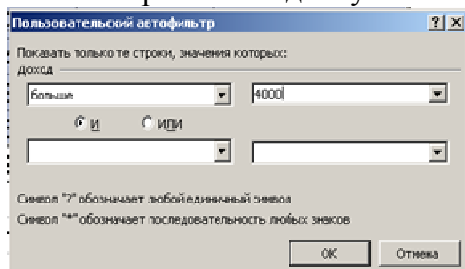 Пользовательский автофильтр
Показать только те строки, значения которых:
Доход
больше 4000
И ИЛИ
Символ "?" обозначает любой единичный символ
Символ "*" обозначает последовательность любых знаков
ОК Отмена